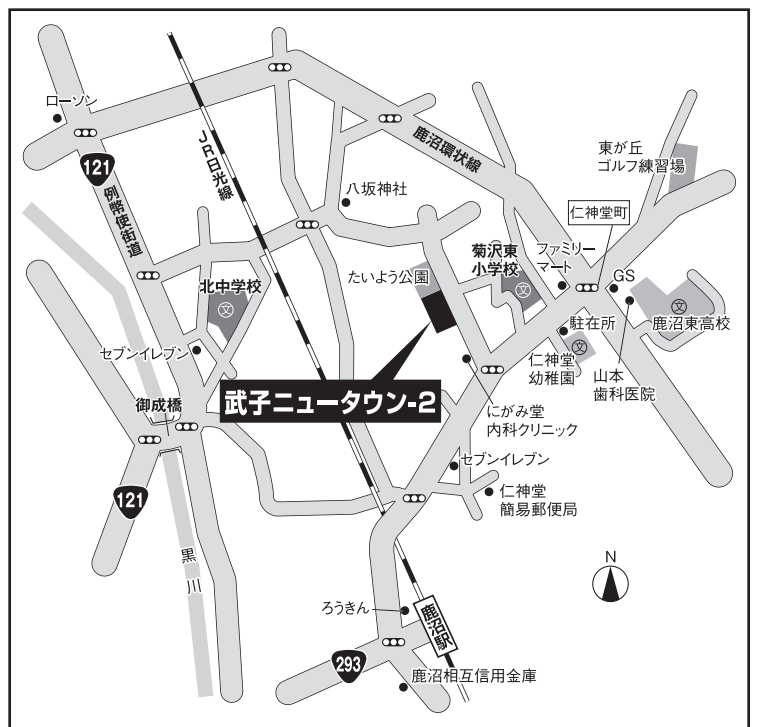 ローソン
121
例幣使街道
JR日光線
鹿沼環状線
東が丘
ゴルフ練習場
八坂神社
仁神堂町
菊沢東
小学校
文
ファミリー
マート
GS
たいよう公園
北中学校
文
駐在所
鹿沼東高校
文
セブンイレブン
仁神堂
幼稚園
文
山本
歯科医院
武子ニュータウン-2
御成橋
にがみ堂
内科クリニック
セブンイレブン
仁神堂
簡易郵便局
121
黒川
N
ろうきん
鹿沼駅
293
鹿沼相互信用金庫